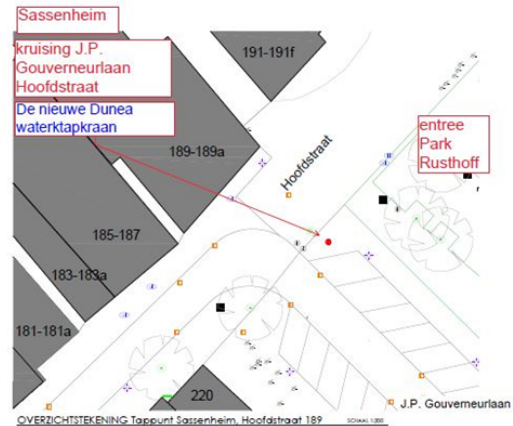 Sassenheim
kruising J.P.
Gouverneurlaan
Hoofdstraat
De nieuwe Dunea
waterktapkraan
191-191f
189-189a
Hoofdstraat
entree
Park
Rusthoff
185-187
183-183a
181-181a
220
J.P. Gouverneurlaan
OVERZICHTSTEKENING Tappunt Sassenheim, Hoofdstraat 189